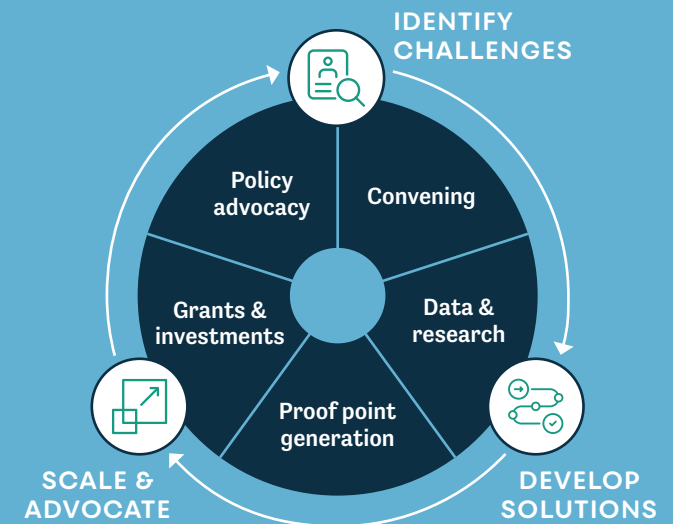 IDENTIFY
CHALLENGES
Policy
advocacy
Convening
Grants &
investments
Data &
research
Proof point
generation
SCALE &
ADVOCATE
DEVELOP
SOLUTIONS